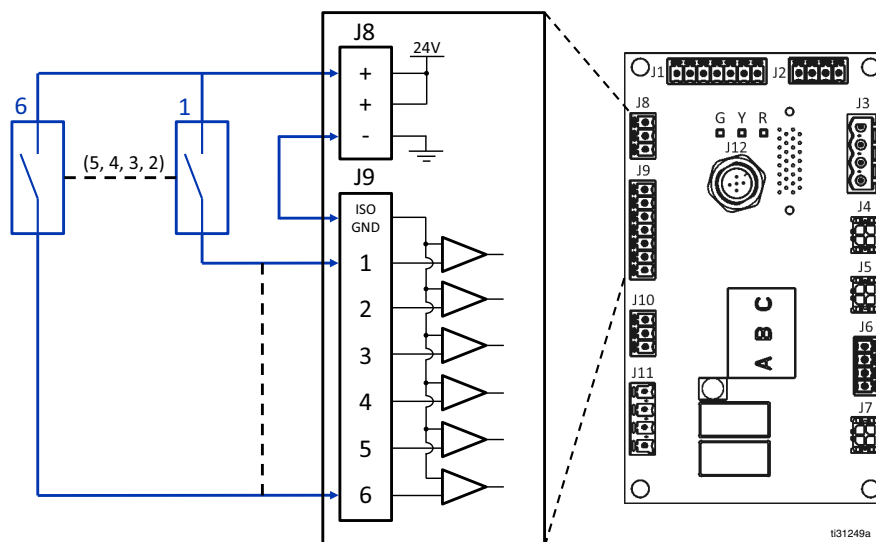 J8
24V
+
+
-
6
1
(5, 4, 3, 2)
J9
ISO
GND
1
2
3
4
5
6
J1
J2
J8
G Y R
J3
J12
J9
J4
J5
J10
A B C
J6
J11
J7
ti31249a